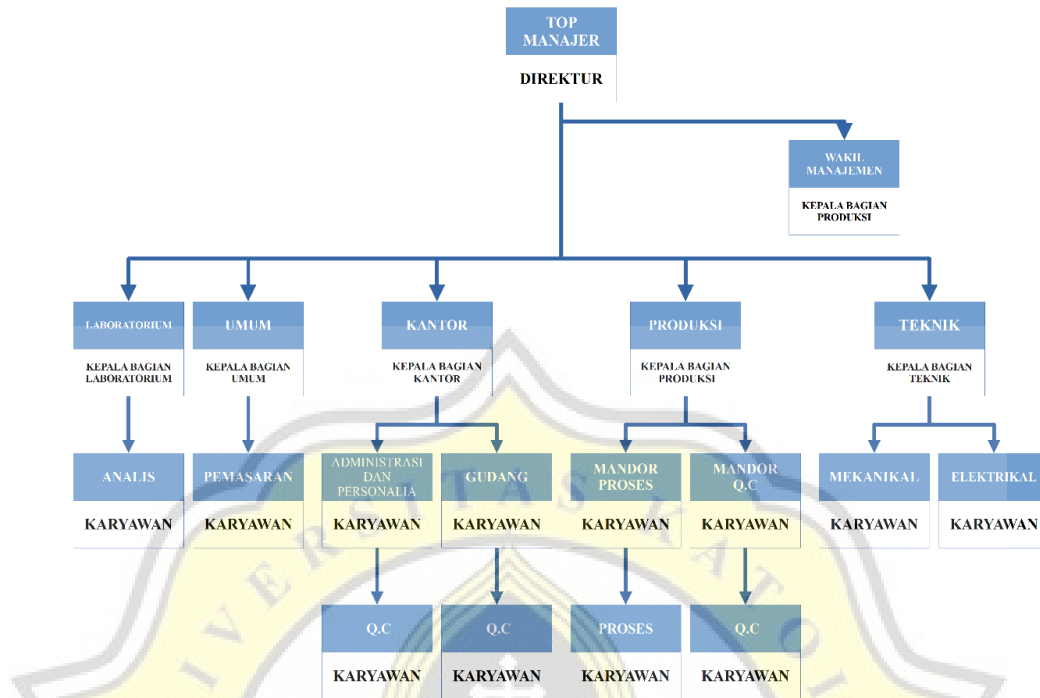 TOP
MANAJER
DIREKTUR
WAKIL
MANAJEMEN
KEPALA BAGIAN
PRODUKSI
LABORATORIUM
KEPALA BAGIAN
LABORATORIUM
UMUM
KEPALA BAGIAN
UMUM
KANTOR
KEPALA BAGIAN
KANTOR
PRODUKSI
KEPALA BAGIAN
PRODUKSI
TEKNIK
KEPALA BAGIAN
TEKNIK
ANALIS
KARYAWAN
PEMASARAN
KARYAWAN
ADMINISTRASI
DAN
PERSONALIA
KARYAWAN
GUDANG
KARYAWAN
MANDOR
PROSES
KARYAWAN
MANDOR
Q.C
KARYAWAN
MEKANIKAL
KARYAWAN
ELEKTRIKAL
KARYAWAN
Q.C
KARYAWAN
Q.C
KARYAWAN
PROSES
KARYAWAN
Q.C
KARYAWAN
IVERSITAS KATO